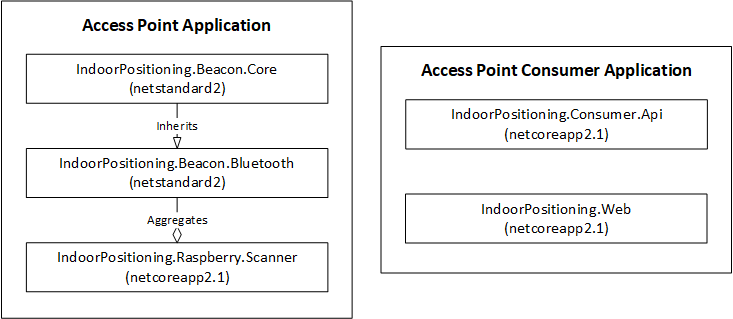 Access Point Application
IndoorPositioning.Beacon.Core
(netstandard2)
Inherits
IndoorPositioning.Beacon.Bluetooth
(netstandard2)
Aggregates
IndoorPositioning.Raspberry.Scanner
(netcoreapp2.1)
Access Point Consumer Application
IndoorPositioning.Consumer.Api
(netcoreapp2.1)
IndoorPositioning.Web
(netcoreapp2.1)